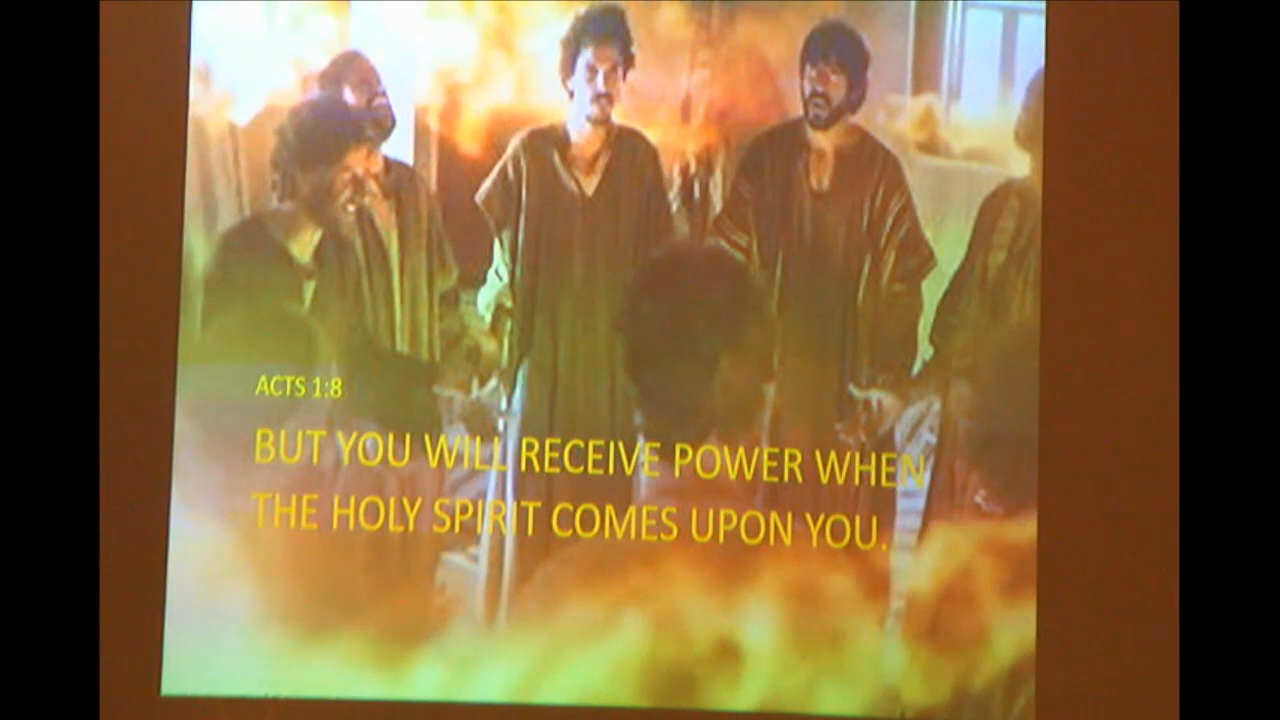 ACTS 1:8
BUT YOU WILL RECEIVE POWER WHEN
THE HOLY SPIRIT COMES UPON YOU.